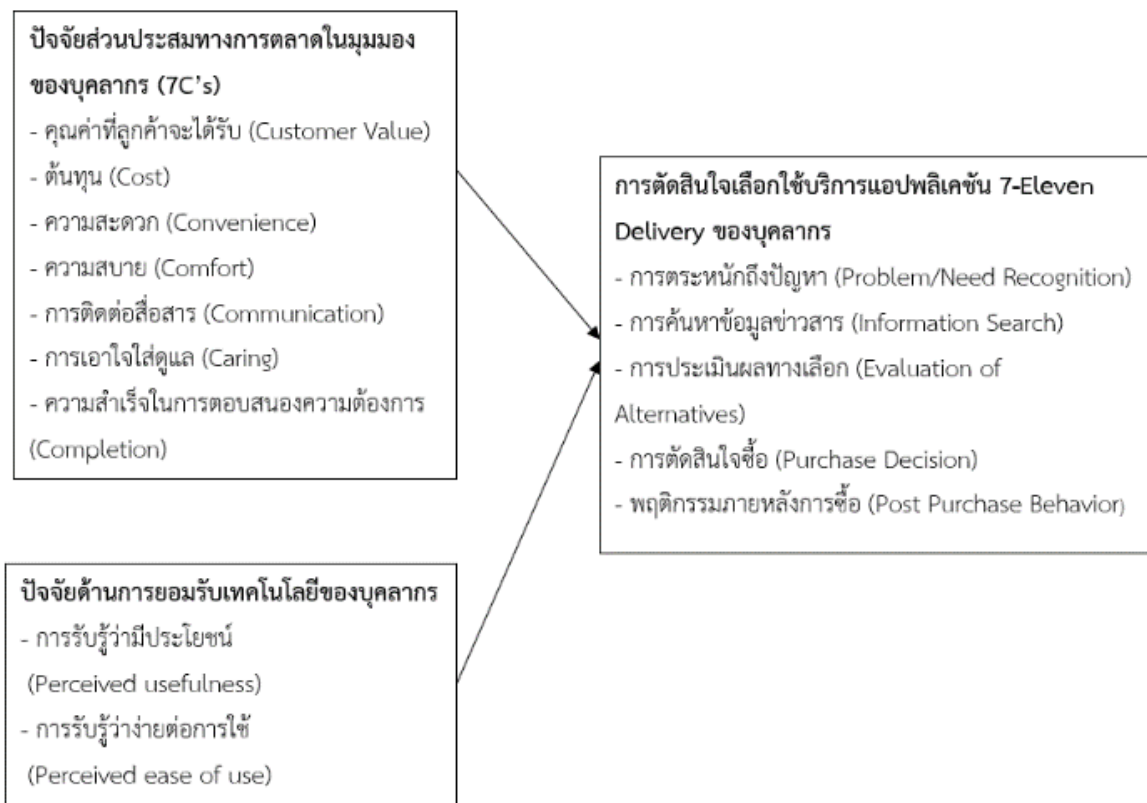 ปัจจัยส่วนประสมทางการตลาดในมุมมอง
ของบุคลากร (7C's)
- คุณค่าที่ลูกค้าจะได้รับ (Customer Value)
- ต้นทุน (Cost)
- ความสะดวก (Convenience)
- ความสบาย (Comfort)
- การติดต่อสื่อสาร (Communication)
- การเอาใจใส่ดูแล (Caring)
- ความสำเร็จในการตอบสนองความต้องการ
(Completion)
ปัจจัยด้านการยอมรับเทคโนโลยีของบุคลากร
- การรับรู้ว่ามีประโยชน์
(Perceived usefulness)
- การรับรู้ว่าง่ายต่อการใช้
(Perceived ease of use)
การตัดสินใจเลือกใช้บริการแอปพลิเคชัน 7-Eleven
Delivery ของบุคลากร
- การตระหนักถึงปัญหา (Problem/Need Recognition)
- การค้นหาข้อมูลข่าวสาร (Information Search)
- การประเมินผลทางเลือก (Evaluation of
Alternatives)
- การตัดสินใจซื้อ (Purchase Decision)
- พฤติกรรมภายหลังการซื้อ (Post Purchase Behavior)